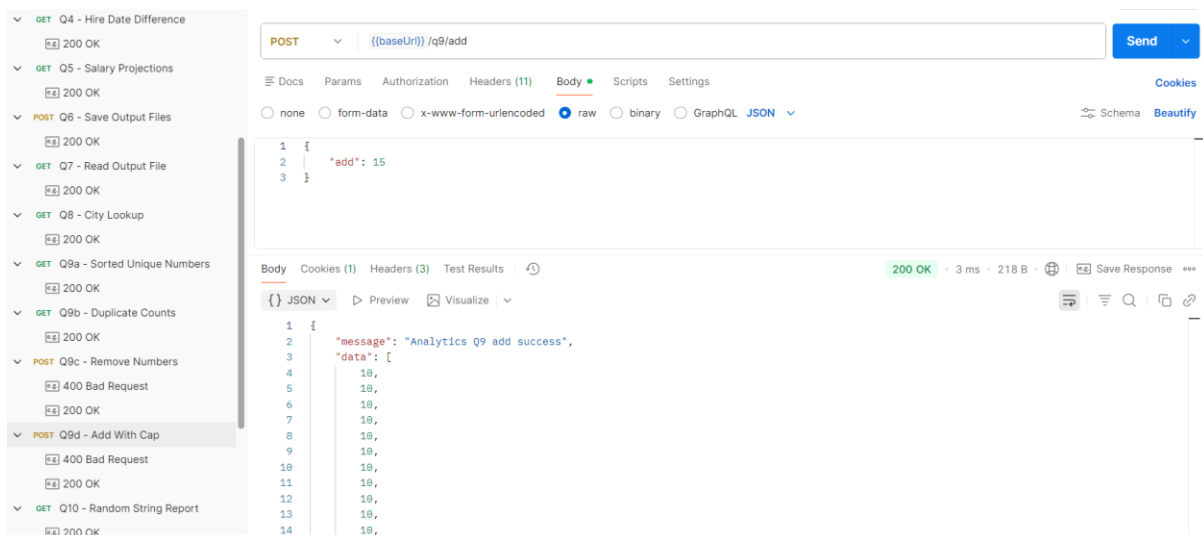 GET Q4 - Hire Date Difference
e.g. 200 OK
GET Q5 - Salary Projections
e.g. 200 OK
POST Q6 - Save Output Files
e.g. 200 OK
GET Q7 - Read Output File
e.g. 200 OK
GET Q8 - City Lookup
e.g. 200 OK
GET Q9a - Sorted Unique Numbers
e.g. 200 OK
GET Q9b - Duplicate Counts
e.g. 200 OK
POST Q9c - Remove Numbers
e.g. 400 Bad Request
e.g. 200 OK
POST Q9d - Add With Cap
e.g. 400 Bad Request
e.g. 200 OK
GET Q10 - Random String Report
e.g. 200 OK
POST {{baseUrl}} /q9/add Send
Docs Params Authorization Headers (11) Body Scripts Settings Cookies
none form-data x-www-form-urlencoded raw binary GraphQL JSON Schema Beautify
1 {
2 "add": 15
3 }
Body Cookies (1) Headers (3) Test Results 200 OK • 3 ms • 218 B • e.g. Save Response
{} JSON Preview Visualize
1 {
2 "message": "Analytics Q9 add success",
3 "data": [
4 10,
5 10,
6 10,
7 10,
8 10,
9 10,
10 10,
11 10,
12 10,
13 10,
14 10,